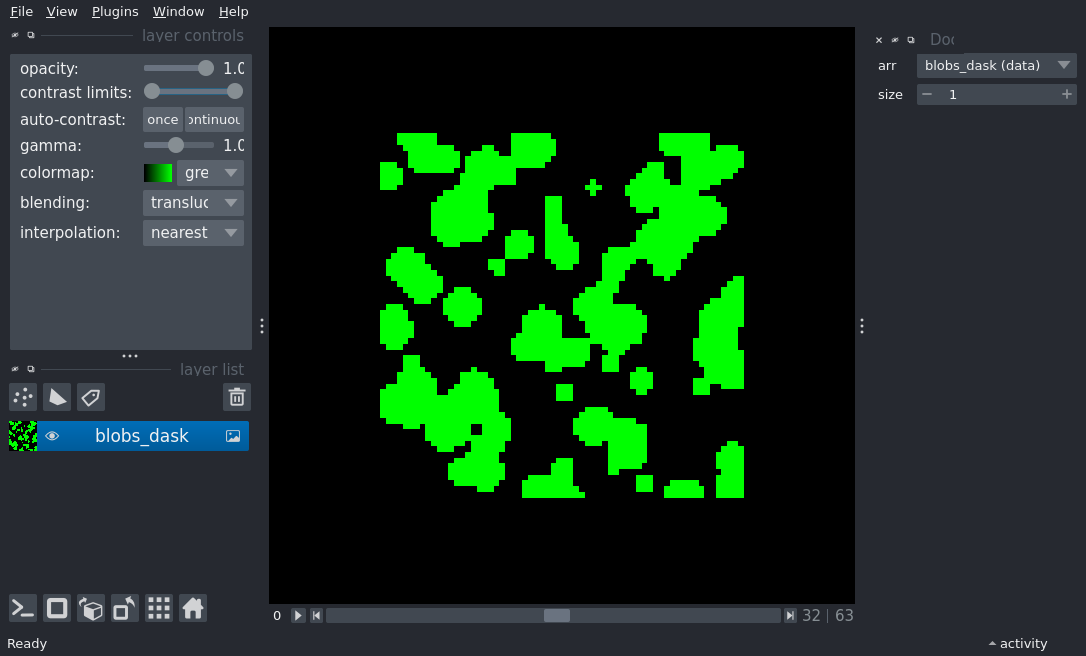 File View Plugins Window Help
layer controls
opacity: 1.0
contrast limits:
auto-contrast: once ontinuou
gamma: 1.0
colormap: gre
blending: transluc
interpolation: nearest
layer list
blobs_dask
0 32 | 63
Ready
Doc
arr blobs_dask (data)
size 1
activity